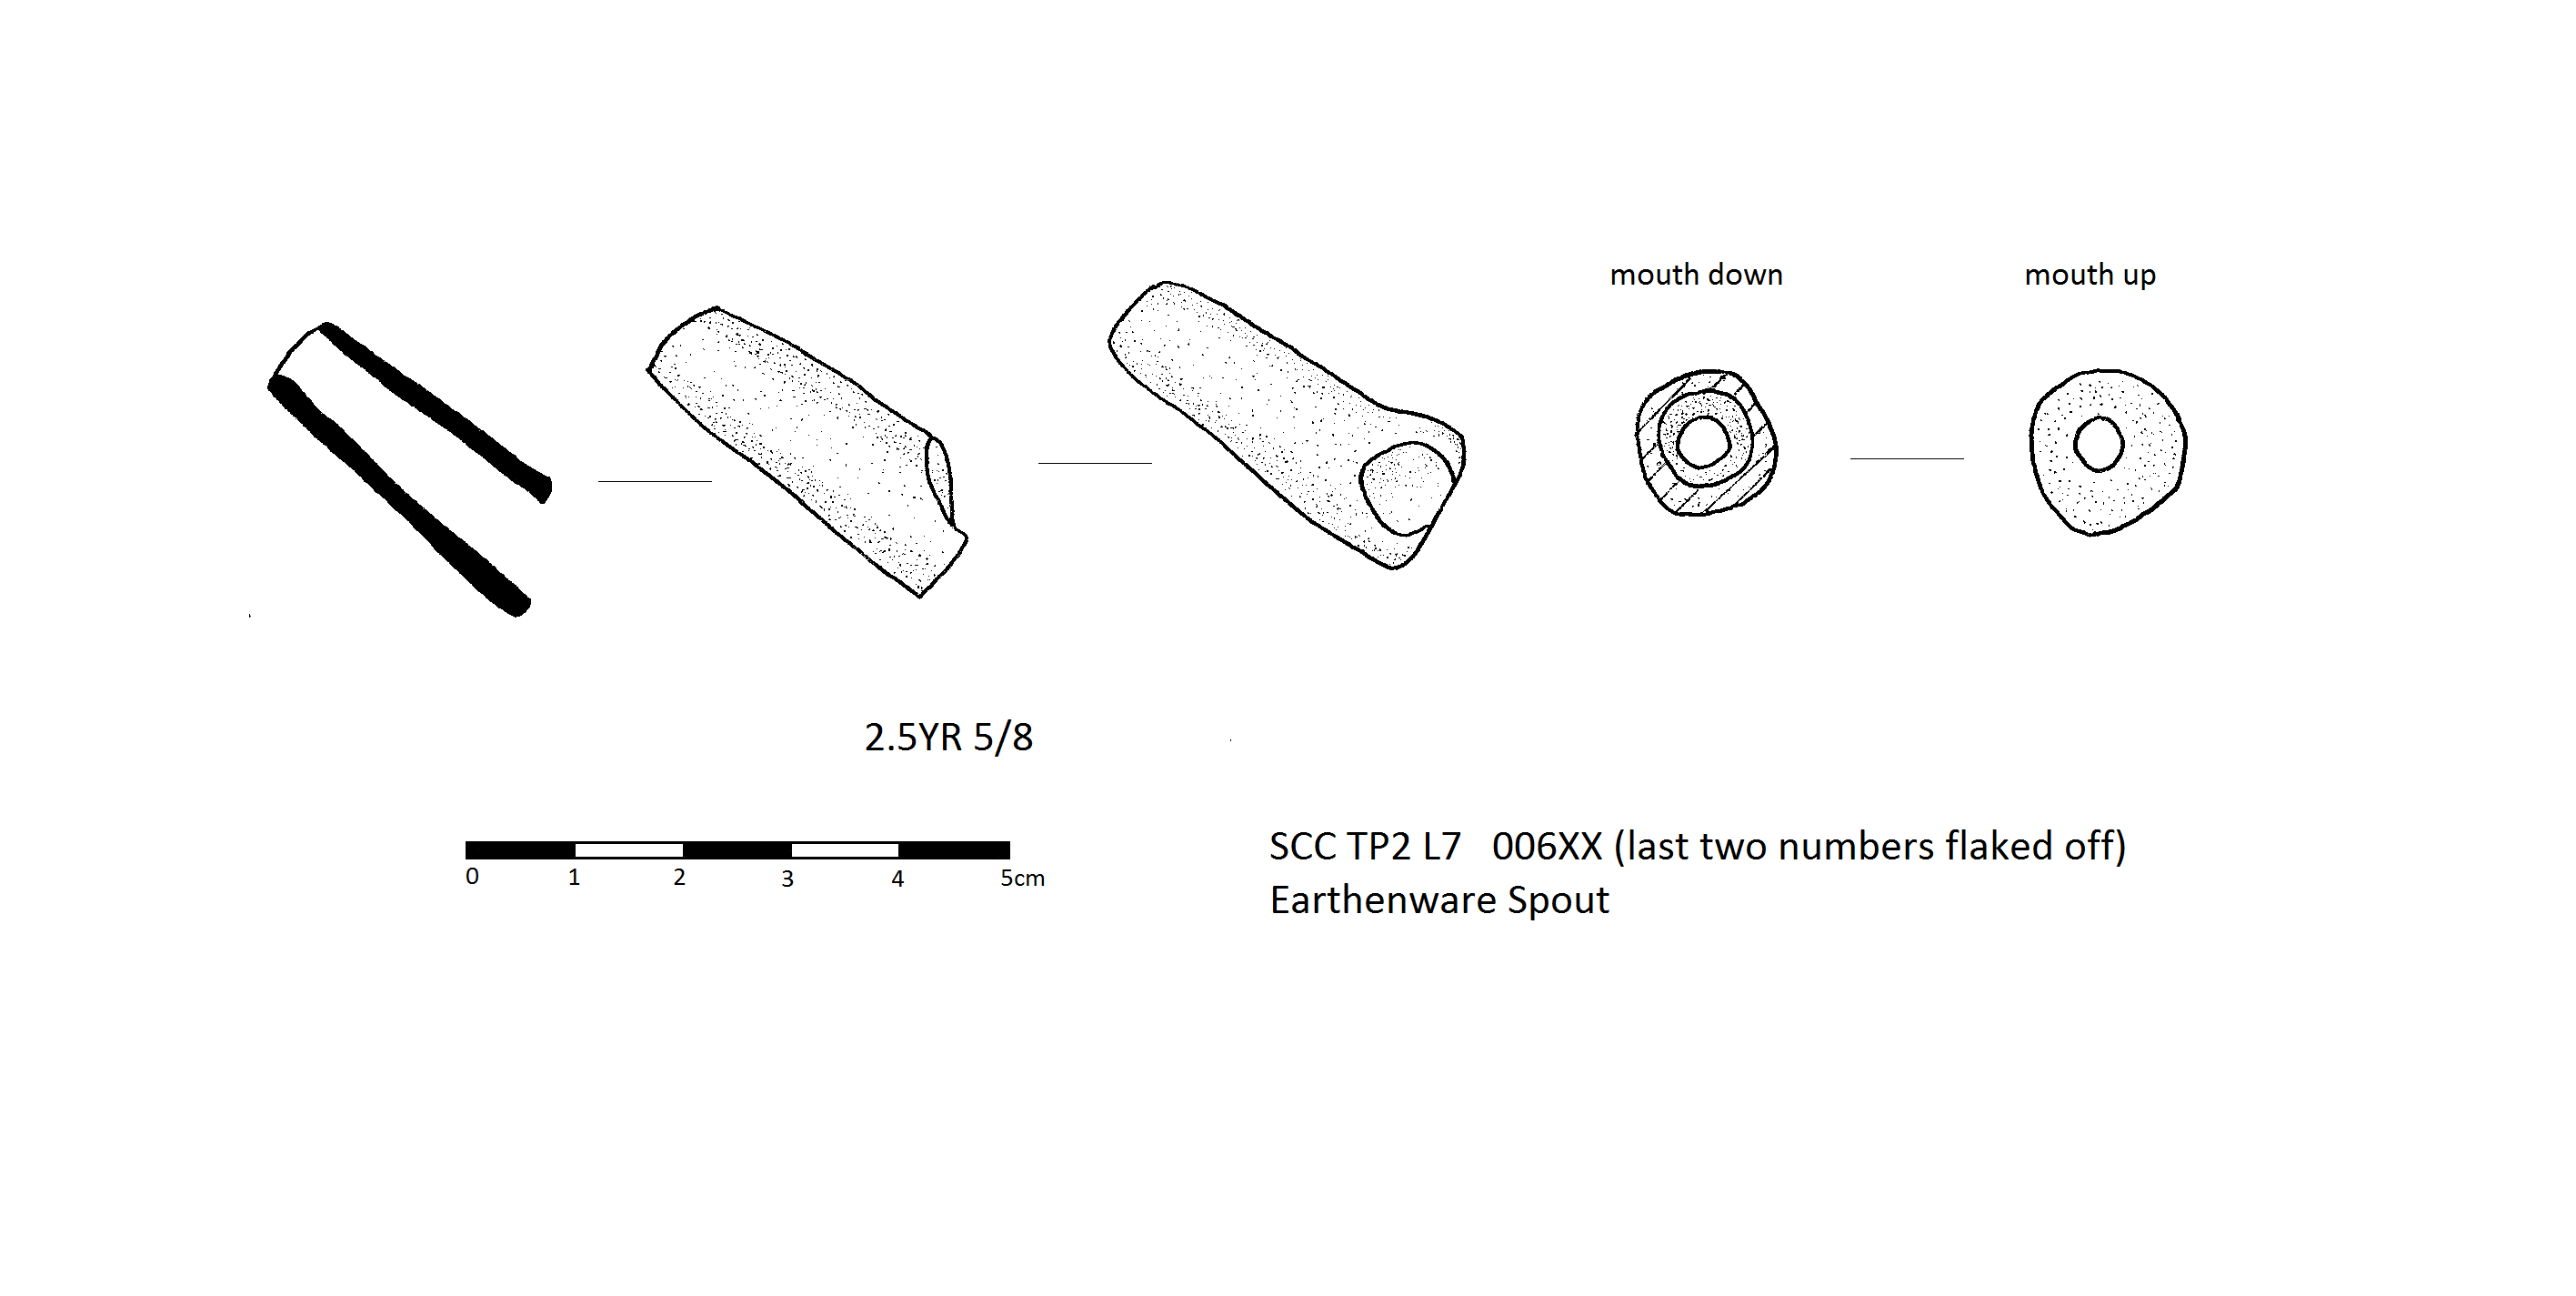 mouth down
mouth up
2.5YR 5/8
0 1 2 3 4 5cm
SCC TP2 L7 006XX (last two numbers flaked off)
Earthenware Spout